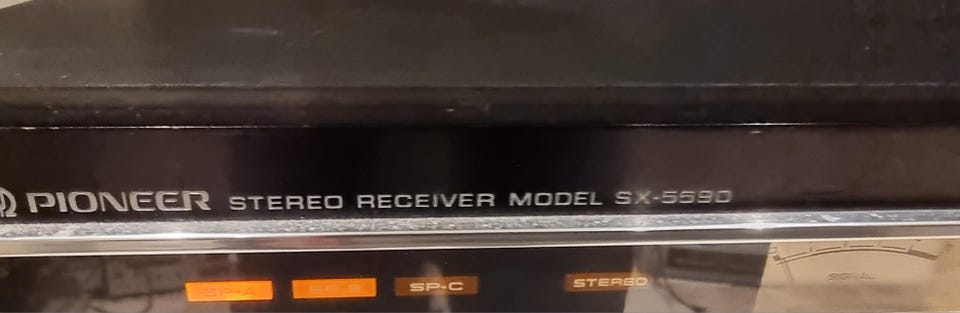 PIONEER STEREO RECEIVER MODEL SX-5590
SP-A SP-B SP-C STEREO SIGNAL